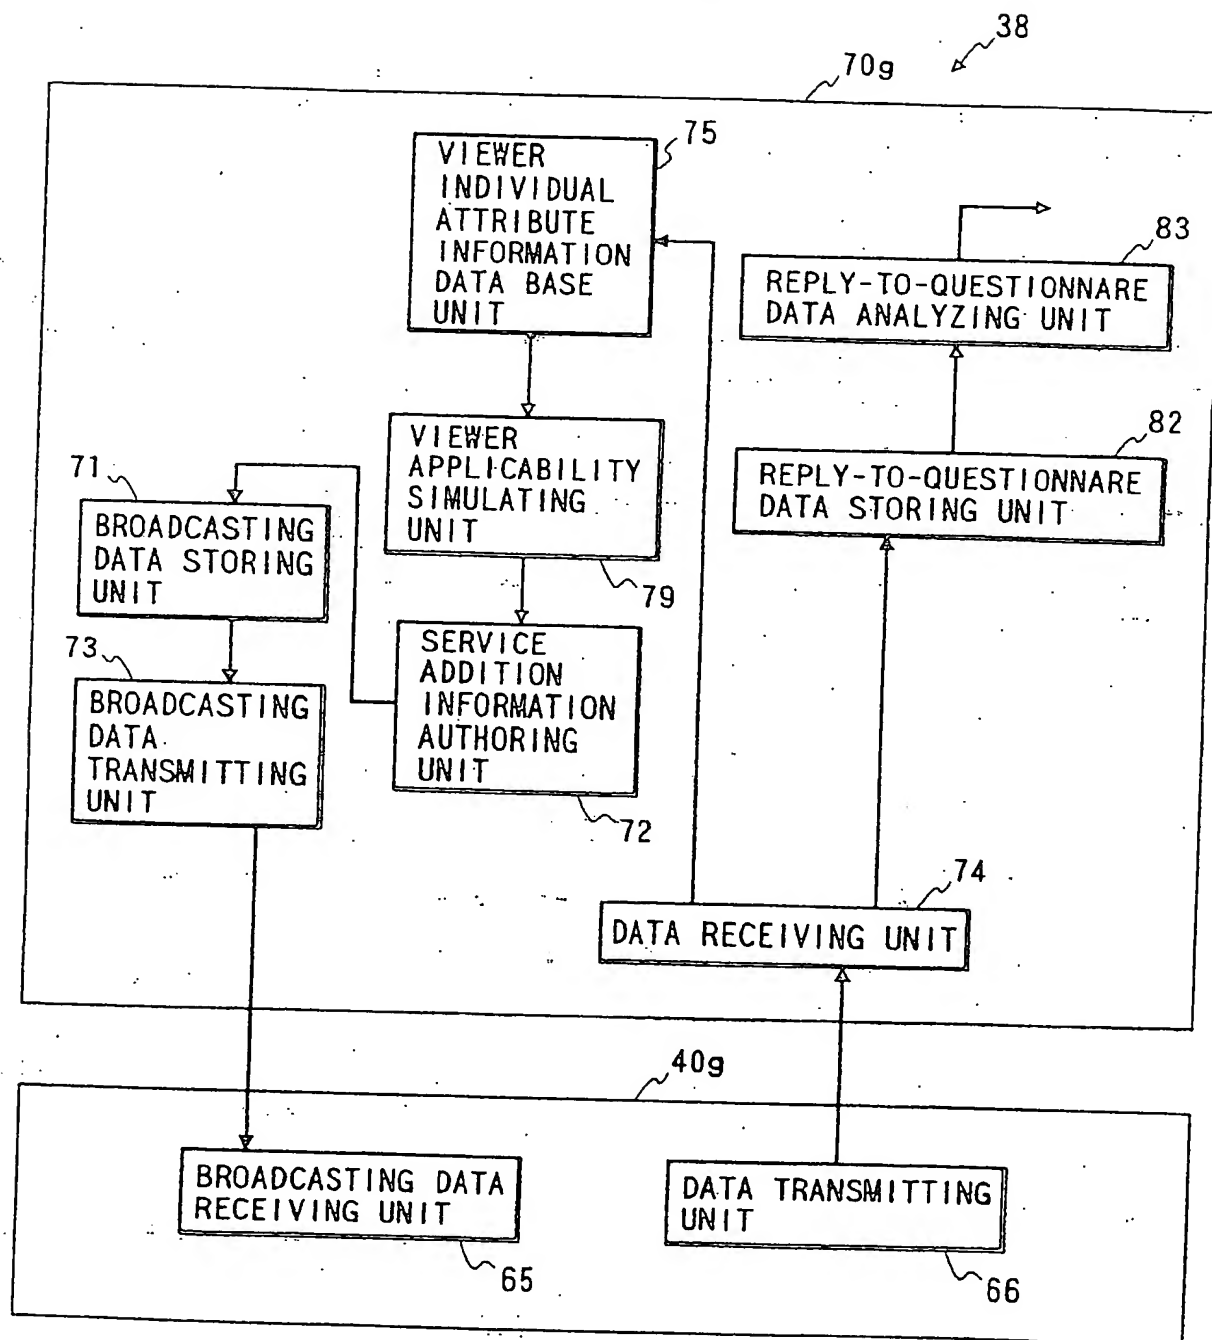 38
70g
75
VIEWER
INDIVIDUAL
ATTRIBUTE
INFORMATION
DATA BASE
UNIT
83
REPLY-TO-QUESTIONNARE
DATA ANALYZING UNIT
VIEWER
APPLICABILITY
SIMULATING
UNIT
79
82
REPLY-TO-QUESTIONNARE
DATA STORING UNIT
71
BROADCASTING
DATA STORING
UNIT
73
BROADCASTING
DATA
TRANSMITTING
UNIT
SERVICE
ADDITION
INFORMATION
AUTHORING
UNIT
72
74
DATA RECEIVING UNIT
40g
BROADCASTING DATA
RECEIVING UNIT
65
DATA TRANSMITTING
UNIT
66